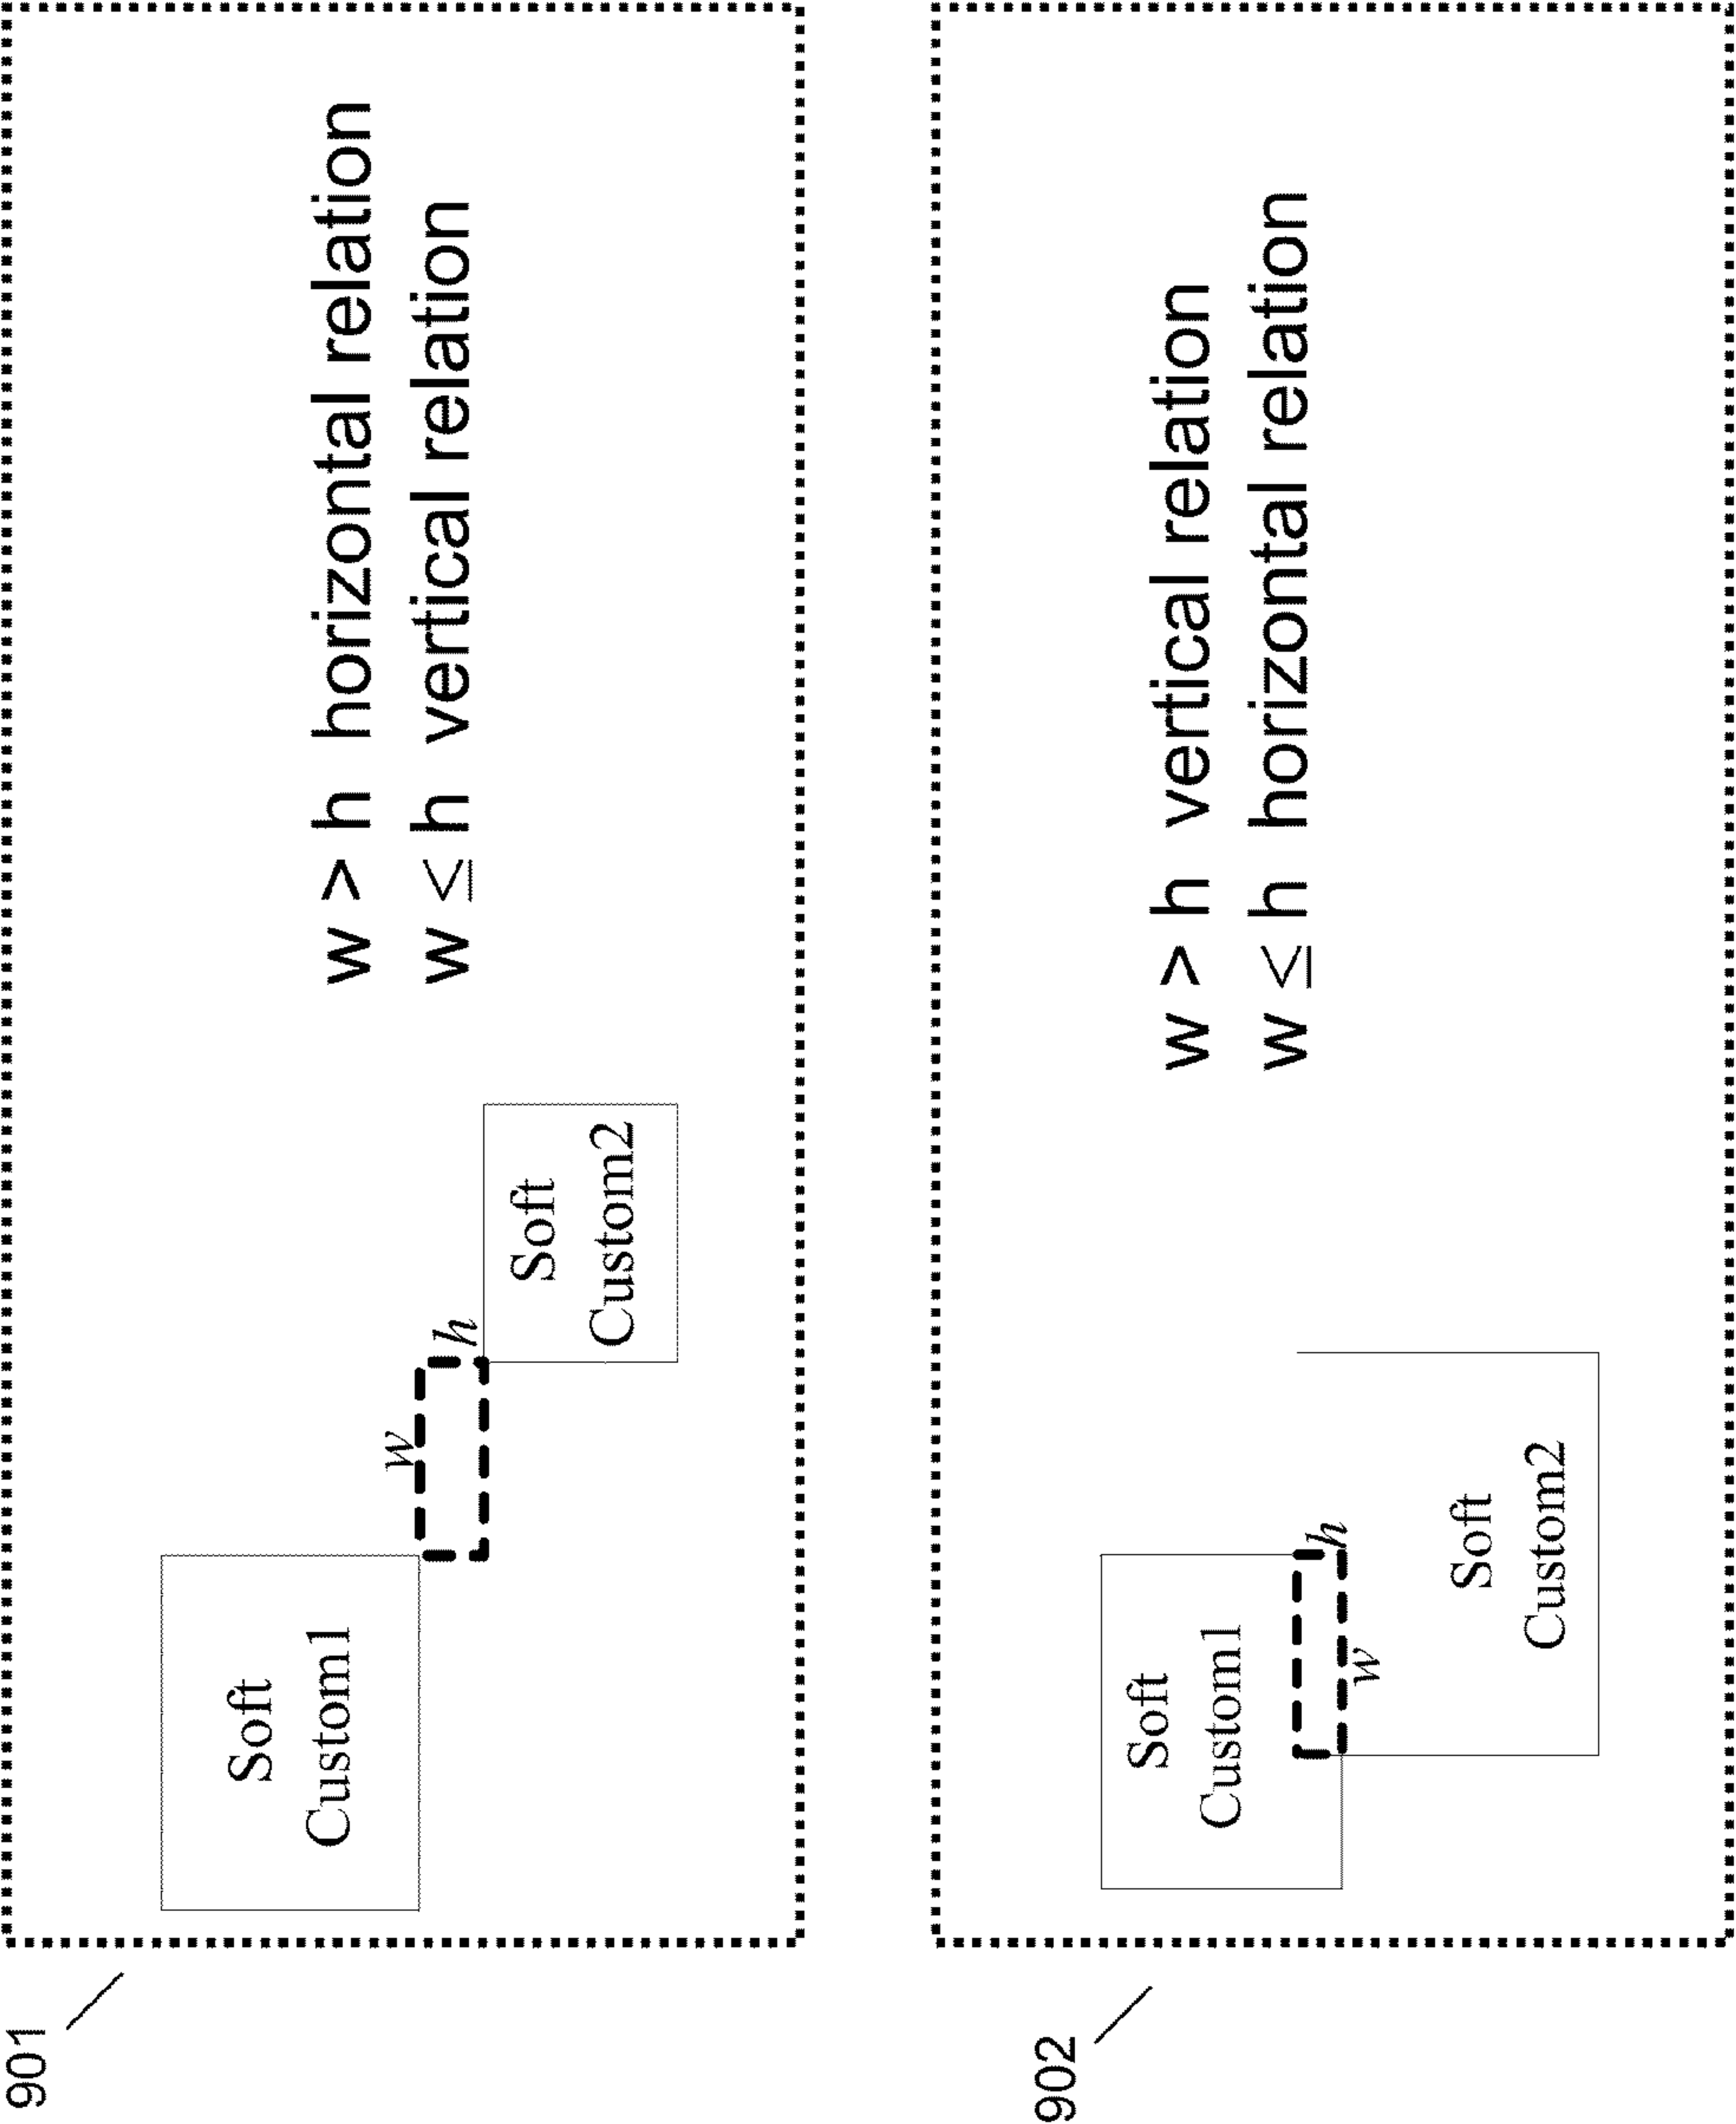 901
w > h horizontal relation
w ≤ h vertical relation
w
h
Soft
Custom1
Soft
Custom2
902
w > h vertical relation
w ≤ h horizontal relation
Soft
Custom1
h
w
Soft
Custom2